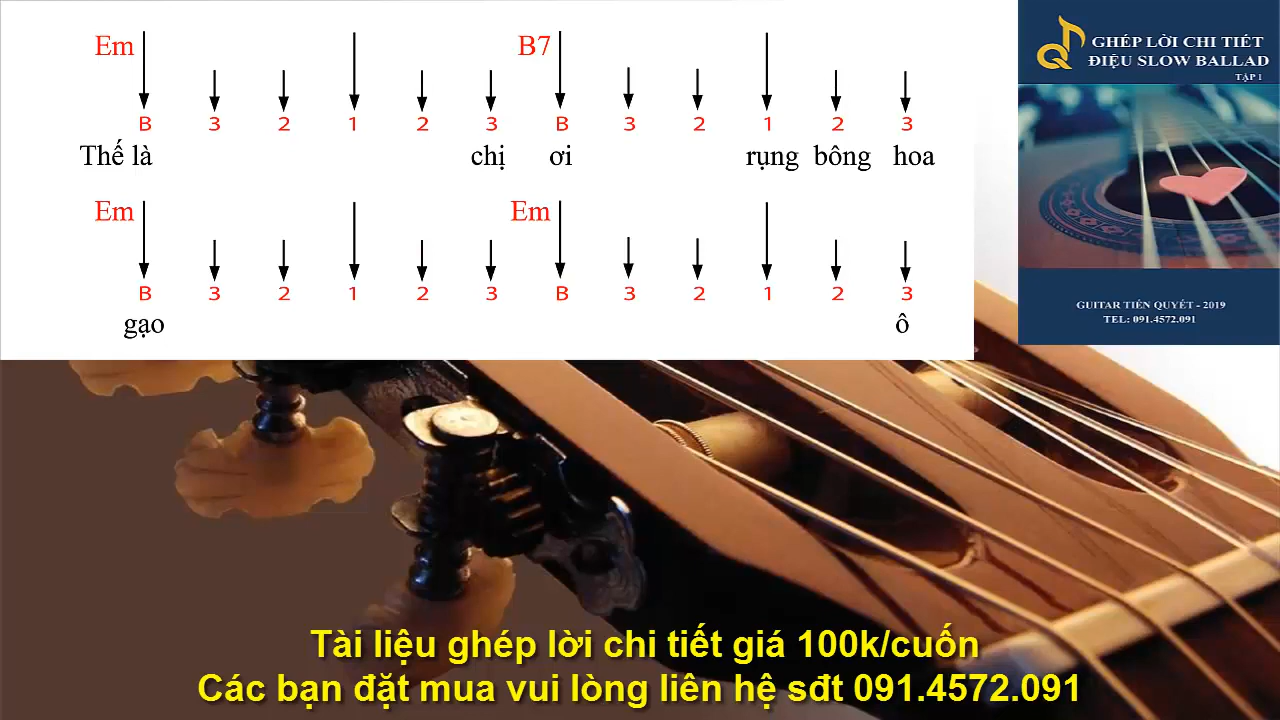 Em B7
B 3 2 1 2 3 B 3 2 1 2 3
Thế là chị ơi rụng bông hoa
Em Em
B 3 2 1 2 3 B 3 2 1 2 3
gạo ô
GHÉP LỜI CHI TIẾT
ĐIỆU SLOW BALLAD
TẬP 1
GUITAR TIẾN QUYẾT - 2019
TEL: 091.4572.091
Tài liệu ghép lời chi tiết giá 100k/cuốn
Các bạn đặt mua vui lòng liên hệ sđt 091.4572.091